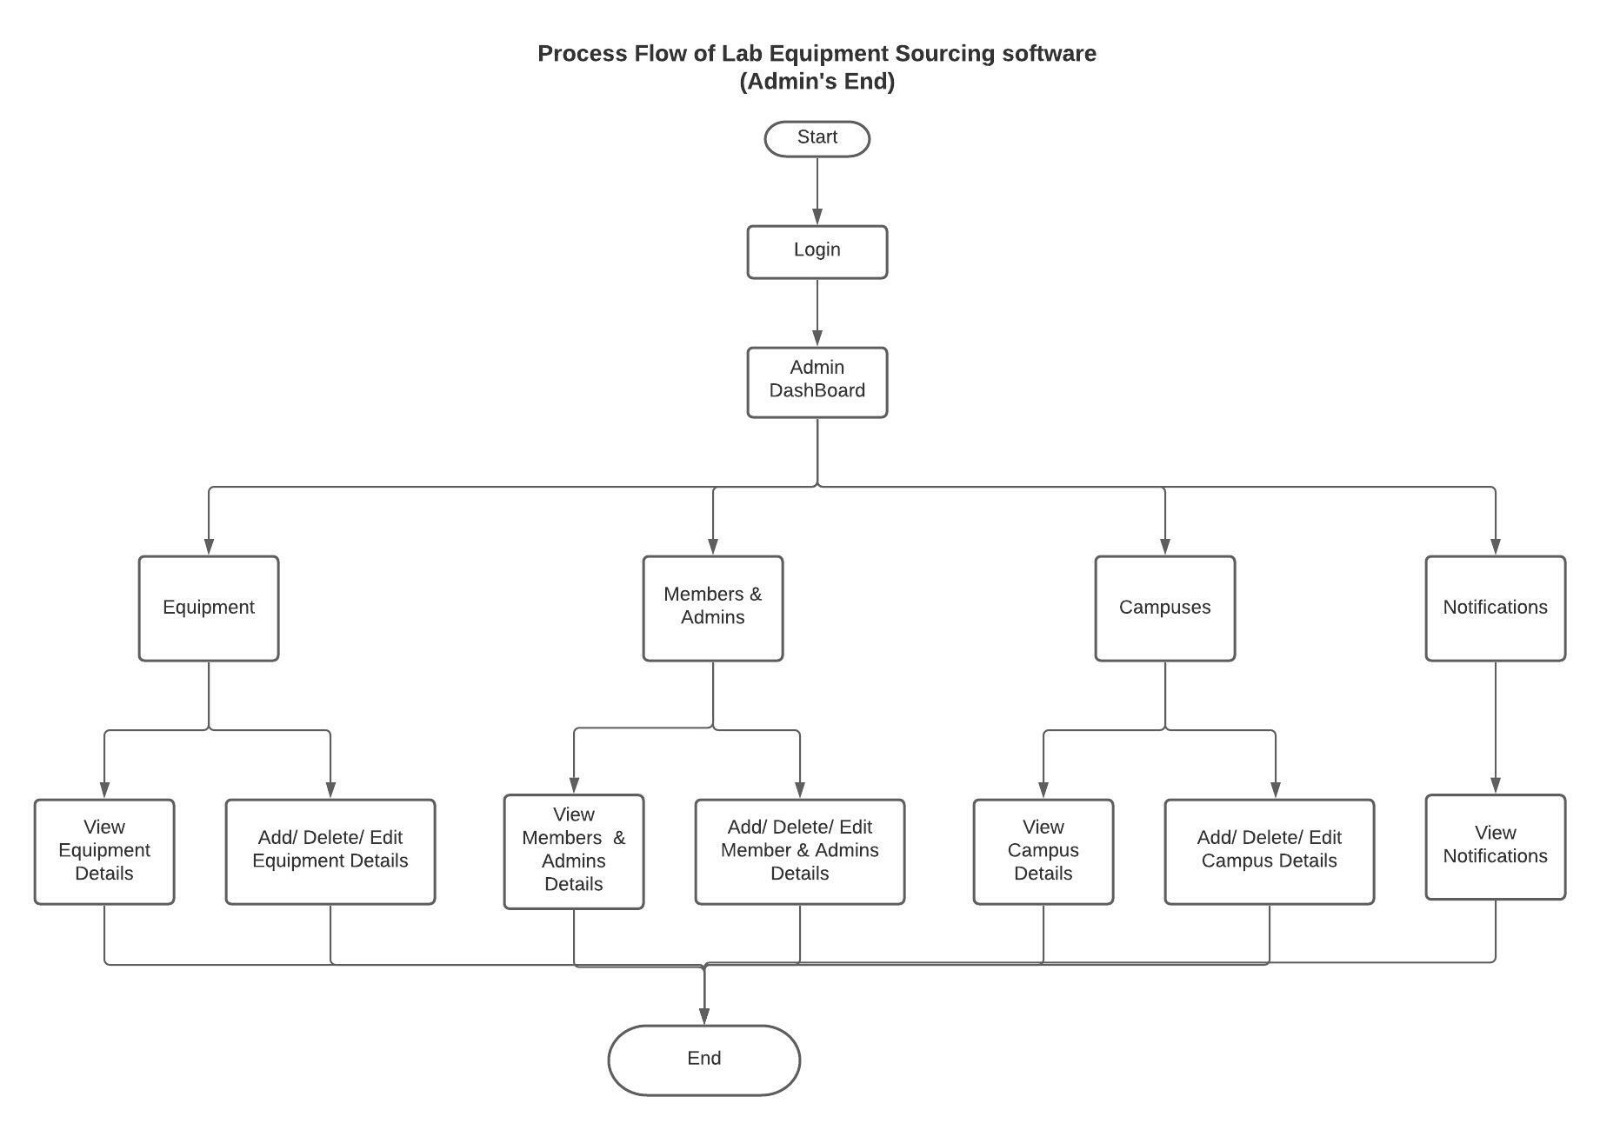 Process Flow of Lab Equipment Sourcing software
(Admin's End)
Start
Login
Admin
DashBoard
Equipment
Members &
Admins
Campuses
Notifications
View
Equipment
Details
Add/ Delete/ Edit
Equipment Details
View
Members  &
Admins
Details
Add/ Delete/ Edit
Member & Admins
Details
View
Campus
Details
Add/ Delete/ Edit
Campus Details
View
Notifications
End